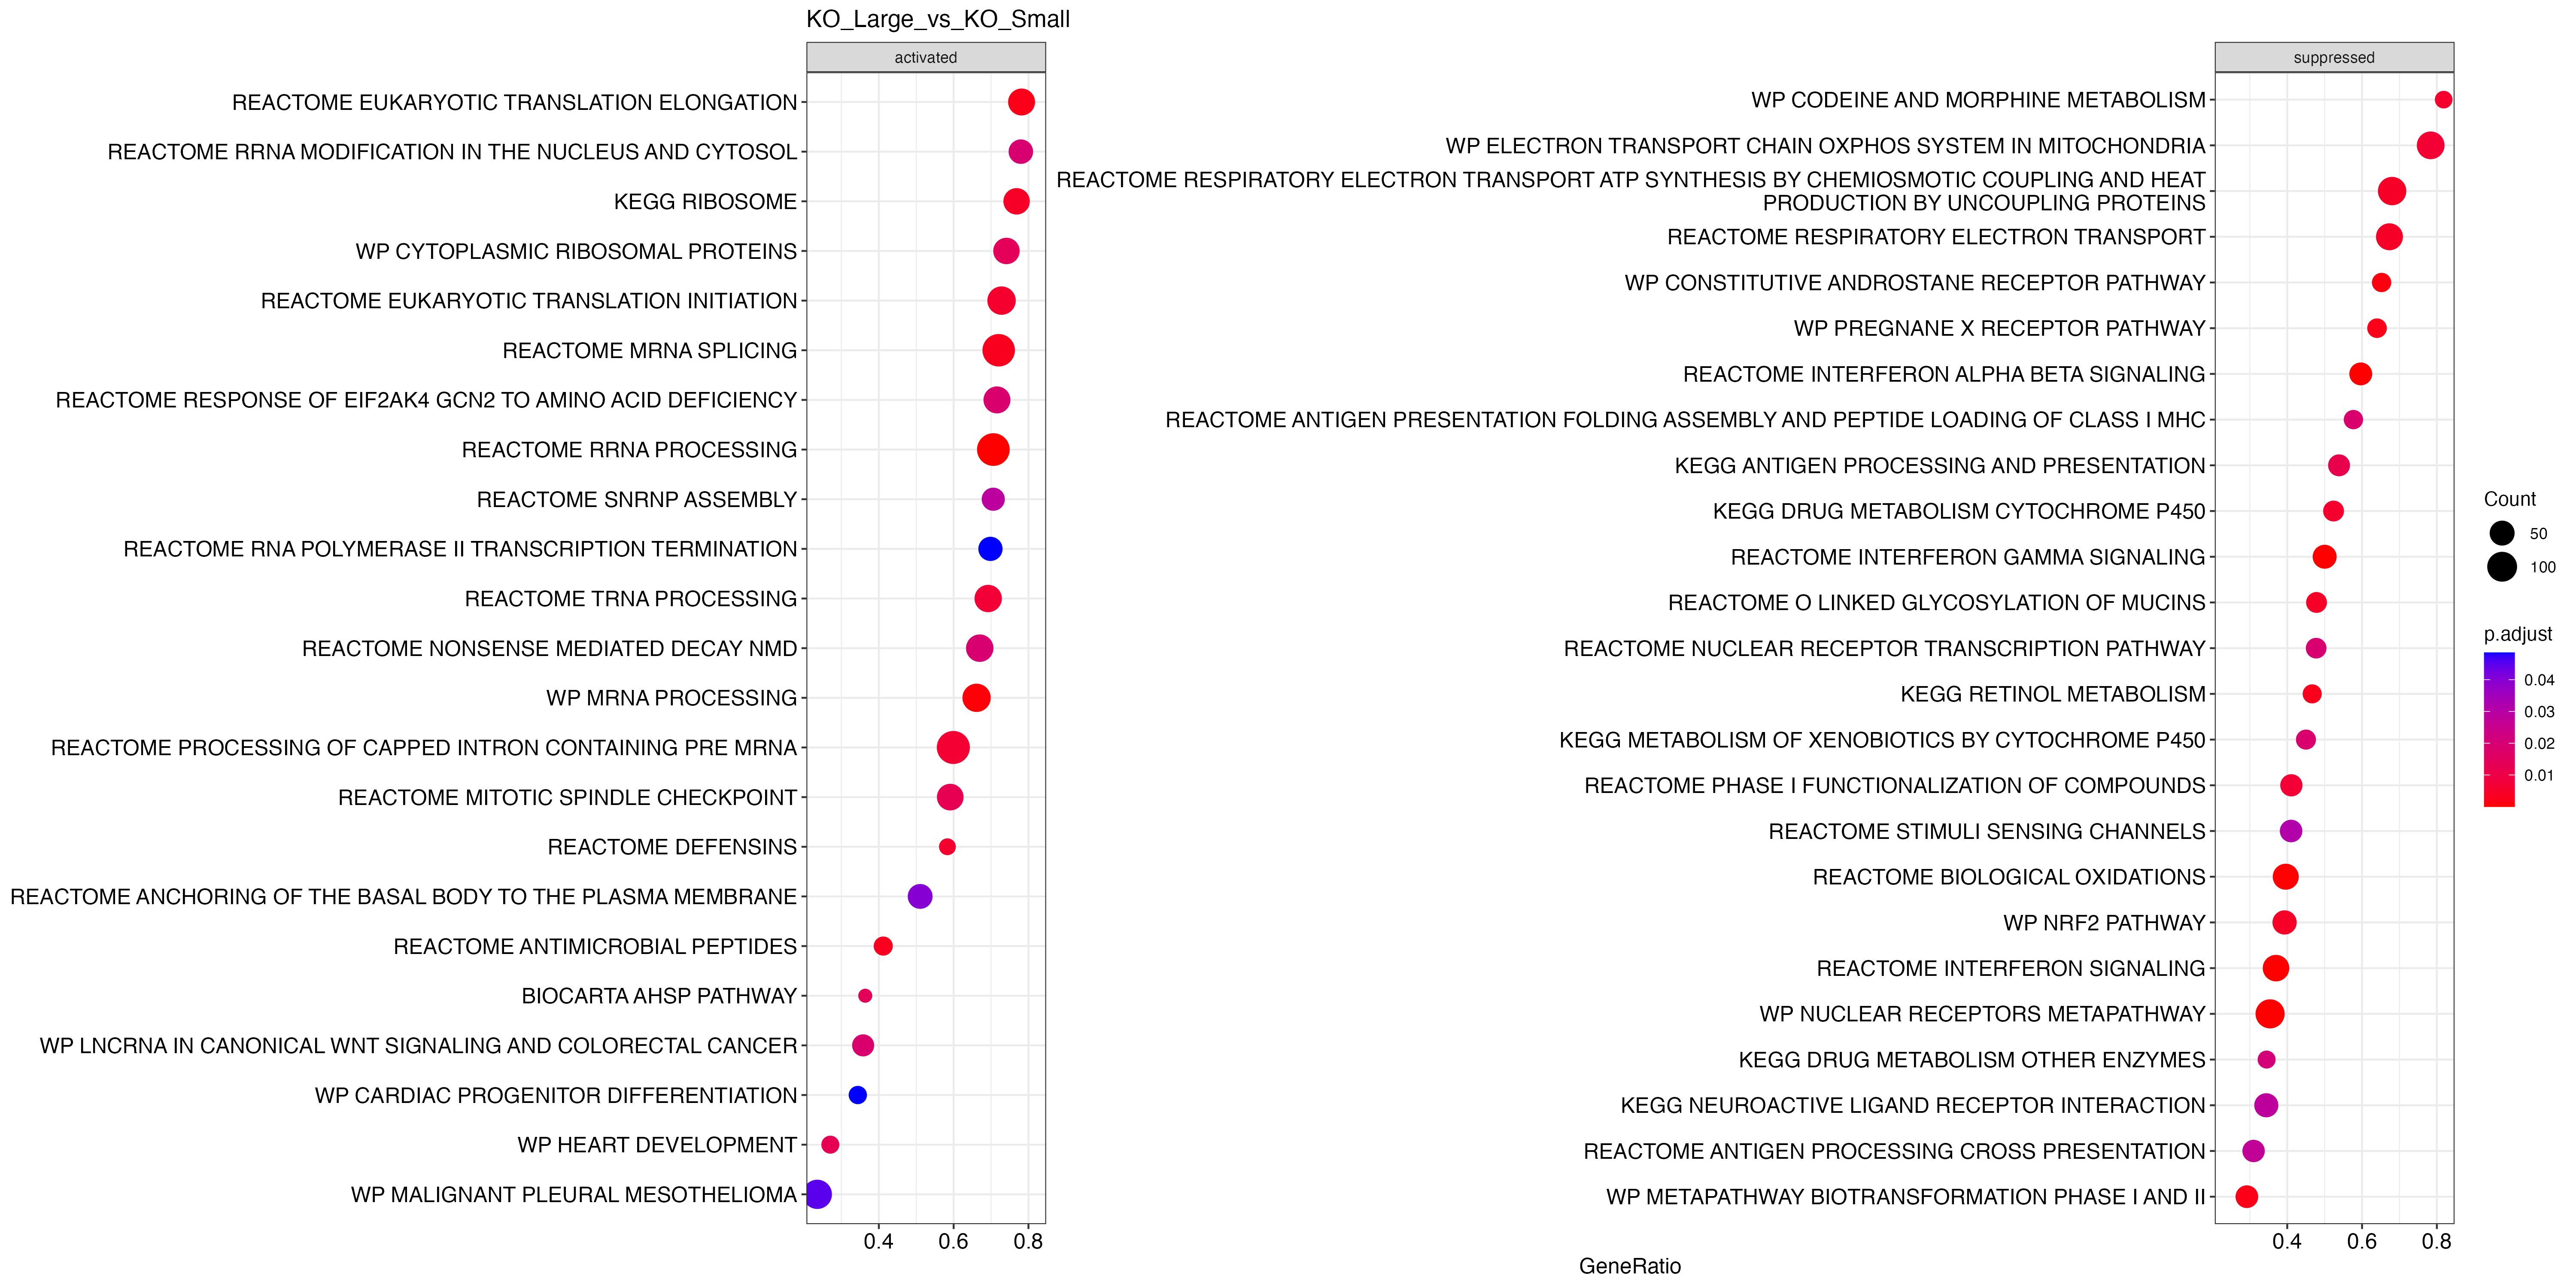 KO_Large_vs_KO_Small
activated
REACTOME EUKARYOTIC TRANSLATION ELONGATION
REACTOME RRNA MODIFICATION IN THE NUCLEUS AND CYTOSOL
KEGG RIBOSOME
WP CYTOPLASMIC RIBOSOMAL PROTEINS
REACTOME EUKARYOTIC TRANSLATION INITIATION
REACTOME MRNA SPLICING
REACTOME RESPONSE OF EIF2AK4 GCN2 TO AMINO ACID DEFICIENCY
REACTOME RRNA PROCESSING
REACTOME SNRNP ASSEMBLY
REACTOME RNA POLYMERASE II TRANSCRIPTION TERMINATION
REACTOME TRNA PROCESSING
REACTOME NONSENSE MEDIATED DECAY NMD
WP MRNA PROCESSING
REACTOME PROCESSING OF CAPPED INTRON CONTAINING PRE MRNA
REACTOME MITOTIC SPINDLE CHECKPOINT
REACTOME DEFENSINS
REACTOME ANCHORING OF THE BASAL BODY TO THE PLASMA MEMBRANE
REACTOME ANTIMICROBIAL PEPTIDES
BIOCARTA AHSP PATHWAY
WP LNCRNA IN CANONICAL WNT SIGNALING AND COLORECTAL CANCER
WP CARDIAC PROGENITOR DIFFERENTIATION
WP HEART DEVELOPMENT
WP MALIGNANT PLEURAL MESOTHELIOMA
0.4 0.6 0.8
suppressed
WP CODEINE AND MORPHINE METABOLISM
WP ELECTRON TRANSPORT CHAIN OXPHOS SYSTEM IN MITOCHONDRIA
REACTOME RESPIRATORY ELECTRON TRANSPORT ATP SYNTHESIS BY CHEMIOSMOTIC COUPLING AND HEAT
PRODUCTION BY UNCOUPLING PROTEINS
REACTOME RESPIRATORY ELECTRON TRANSPORT
WP CONSTITUTIVE ANDROSTANE RECEPTOR PATHWAY
WP PREGNANE X RECEPTOR PATHWAY
REACTOME INTERFERON ALPHA BETA SIGNALING
REACTOME ANTIGEN PRESENTATION FOLDING ASSEMBLY AND PEPTIDE LOADING OF CLASS I MHC
KEGG ANTIGEN PROCESSING AND PRESENTATION
KEGG DRUG METABOLISM CYTOCHROME P450
REACTOME INTERFERON GAMMA SIGNALING
REACTOME O LINKED GLYCOSYLATION OF MUCINS
REACTOME NUCLEAR RECEPTOR TRANSCRIPTION PATHWAY
KEGG RETINOL METABOLISM
KEGG METABOLISM OF XENOBIOTICS BY CYTOCHROME P450
REACTOME PHASE I FUNCTIONALIZATION OF COMPOUNDS
REACTOME STIMULI SENSING CHANNELS
REACTOME BIOLOGICAL OXIDATIONS
WP NRF2 PATHWAY
REACTOME INTERFERON SIGNALING
WP NUCLEAR RECEPTORS METAPATHWAY
KEGG DRUG METABOLISM OTHER ENZYMES
KEGG NEUROACTIVE LIGAND RECEPTOR INTERACTION
REACTOME ANTIGEN PROCESSING CROSS PRESENTATION
WP METAPATHWAY BIOTRANSFORMATION PHASE I AND II
0.4 0.6 0.8
GeneRatio
Count
50
100
p.adjust
0.04
0.03
0.02
0.01